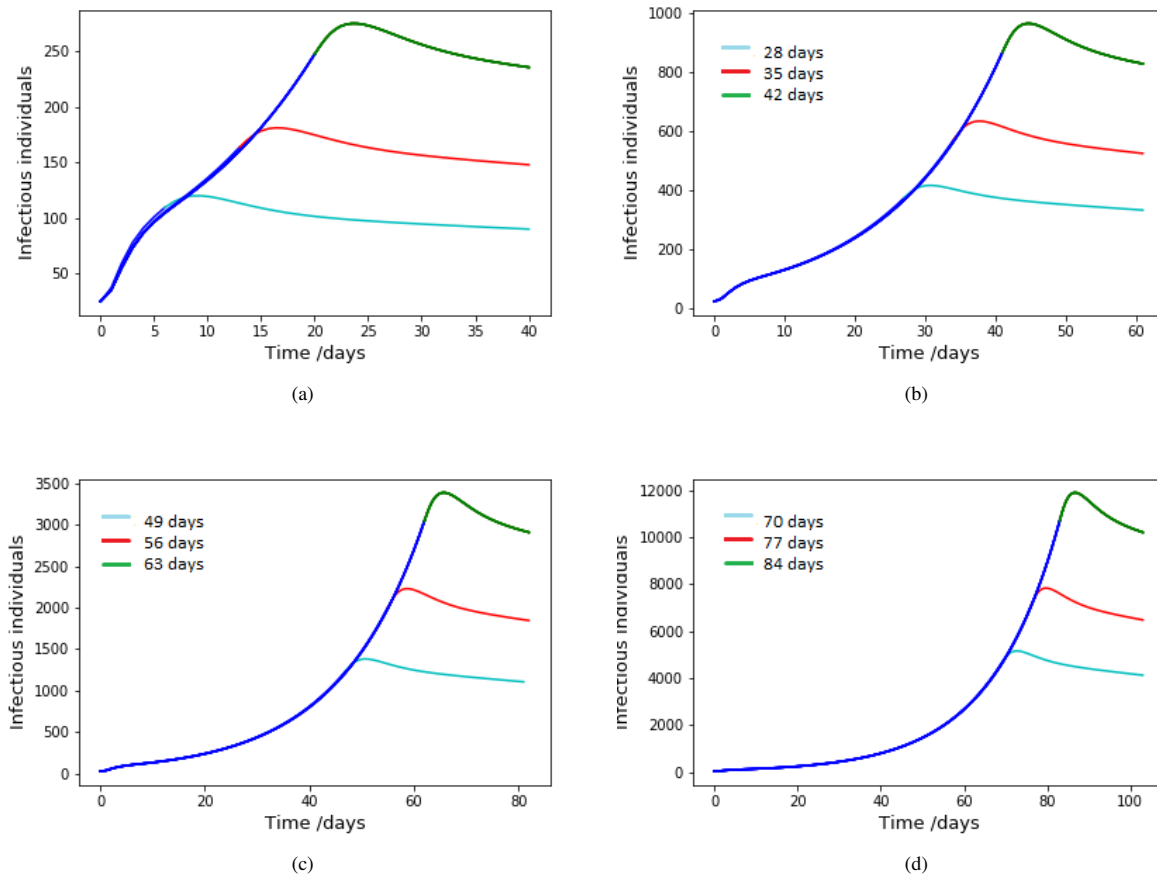 Infectious individuals
250
200
150
100
50
0 5 10 15 20 25 30 35 40
Time /days
(a)
Infectious individuals
1000
800
600
400
200
0
28 days
35 days
42 days
0 10 20 30 40 50 60
Time /days
(b)
Infectious individuals
3500
3000
2500
2000
1500
1000
500
0
49 days
56 days
63 days
0 20 40 60 80
Time /days
(c)
Infectious individuals
12000
10000
8000
6000
4000
2000
0
70 days
77 days
84 days
0 20 40 60 80 100
Time /days
(d)